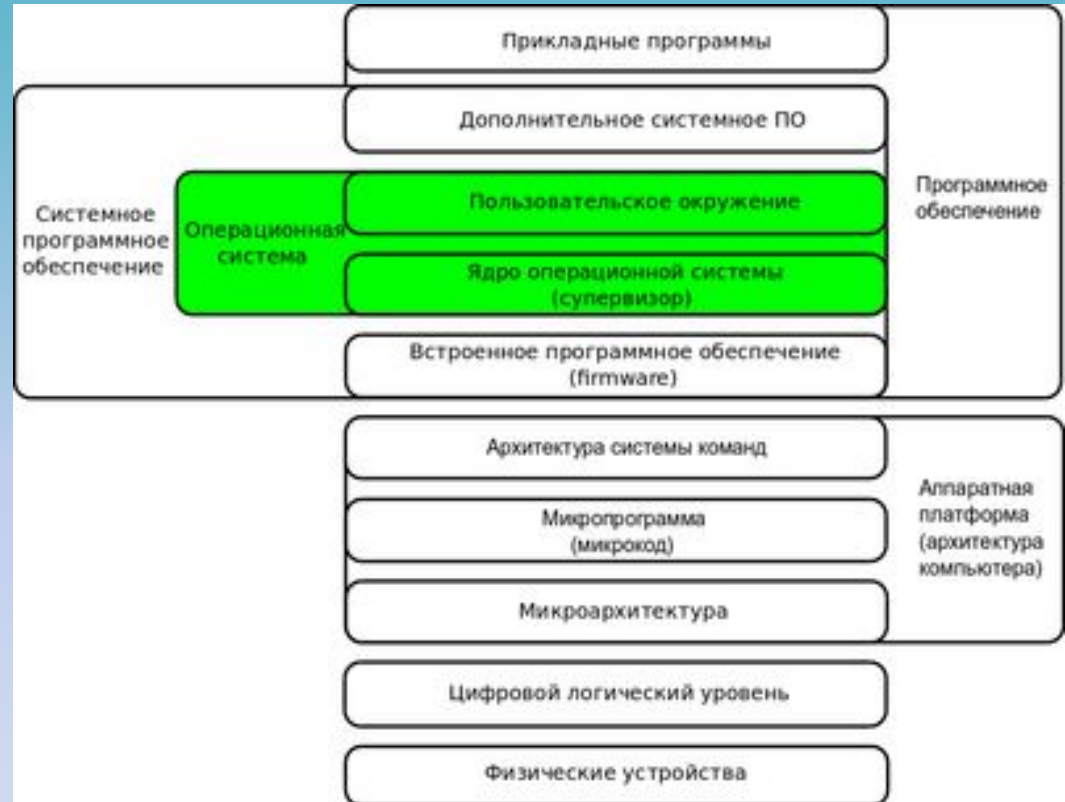 Прикладные программы
Дополнительное системное ПО
Пользовательское окружение
Ядро операционной системы
(супервизор)
Встроенное программное обеспечение
(firmware)
Системное
программное
обеспечение
Операционная
система
Программное
обеспечение
Архитектура системы команд
Микропрограмма
(микрокод)
Микроархитектура
Аппаратная
платформа
(архитектура
компьютера)
Цифровой логический уровень
Физические устройства